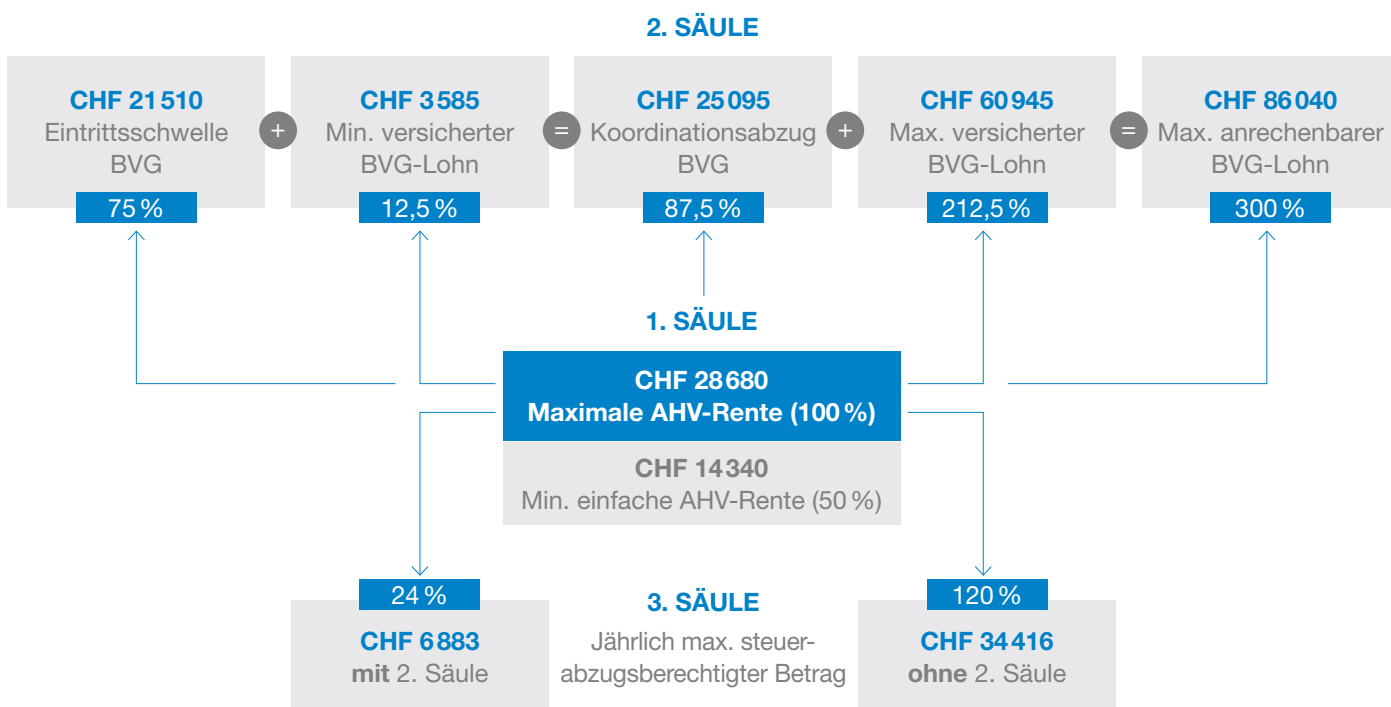 2. SÄULE
CHF 21 510
Eintrittsschwelle
BVG
75 %
+
CHF 3 585
Min. versicherter
BVG-Lohn
12,5 %
=
CHF 25 095
Koordinationsabzug
BVG
87,5 %
+
CHF 60 945
Max. versicherter
BVG-Lohn
212,5 %
=
CHF 86 040
Max. anrechenbarer
BVG-Lohn
300 %
1. SÄULE
CHF 28 680
Maximale AHV-Rente (100 %)
CHF 14 340
Min. einfache AHV-Rente (50 %)
24 %
CHF 6 883
mit 2. Säule
3. SÄULE
Jährlich max. steuer-
abzugsberechtigter Betrag
120 %
CHF 34 416
ohne 2. Säule